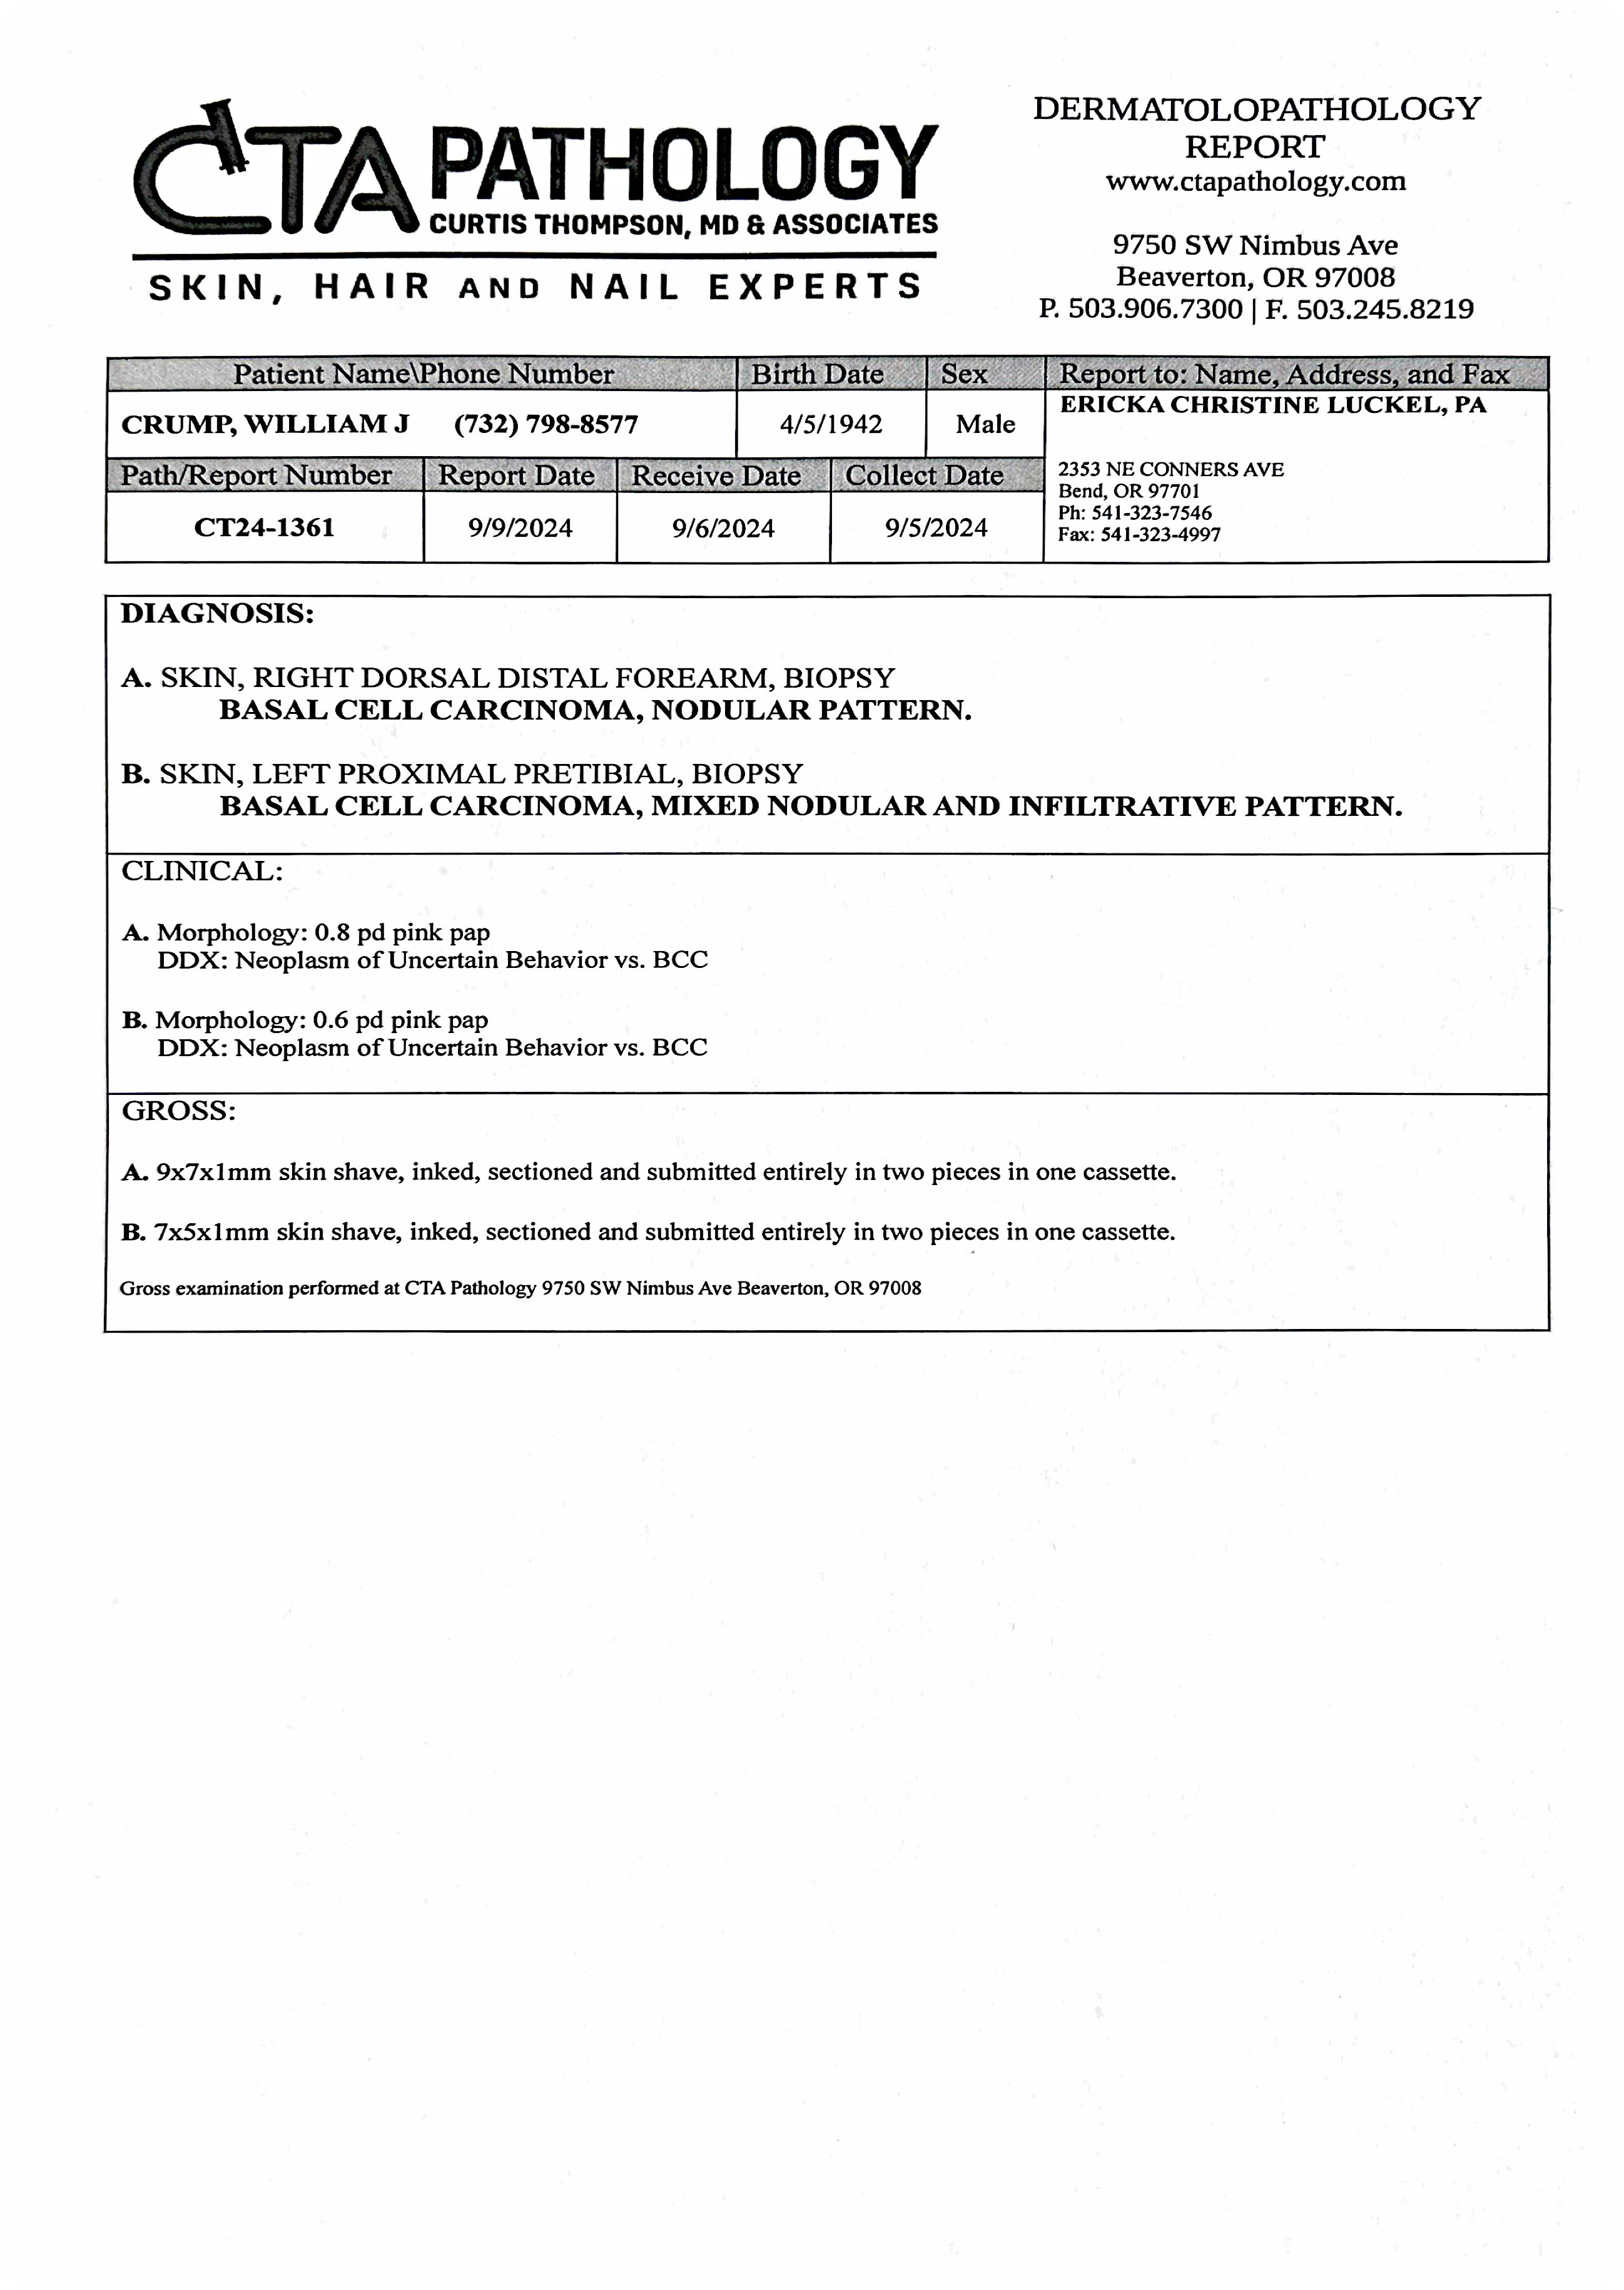 CTA PATHOLOGY
CURTIS THOMPSON, MD & ASSOCIATES
SKIN, HAIR AND NAIL EXPERTS
DERMATOLOPATHOLOGY
REPORT
www.ctapathology.com
9750 SW Nimbus Ave
Beaverton, OR 97008
P. 503.906.7300 | F. 503.245.8219
Patient Name\Phone Number Birth Date Sex Report to: Name, Address, and Fax
CRUMP, WILLIAM J (732) 798-8577 4/5/1942 Male
ERICKA CHRISTINE LUCKEL, PA
2353 NE CONNERS AVE
Bend, OR 97701
Ph: 541-323-7546
Fax: 541-323-4997
Path/Report Number Report Date Receive Date Collect Date
CT24-1361 9/9/2024 9/6/2024 9/5/2024
DIAGNOSIS:
A. SKIN, RIGHT DORSAL DISTAL FOREARM, BIOPSY
BASAL CELL CARCINOMA, NODULAR PATTERN.
B. SKIN, LEFT PROXIMAL PRETIBIAL, BIOPSY
BASAL CELL CARCINOMA, MIXED NODULAR AND INFILTRATIVE PATTERN.
CLINICAL:
A. Morphology: 0.8 pd pink pap
DDX: Neoplasm of Uncertain Behavior vs. BCC
B. Morphology: 0.6 pd pink pap
DDX: Neoplasm of Uncertain Behavior vs. BCC
GROSS:
A. 9x7x1mm skin shave, inked, sectioned and submitted entirely in two pieces in one cassette.
B. 7x5x1mm skin shave, inked, sectioned and submitted entirely in two pieces in one cassette.
Gross examination performed at CTA Pathology 9750 SW Nimbus Ave Beaverton, OR 97008